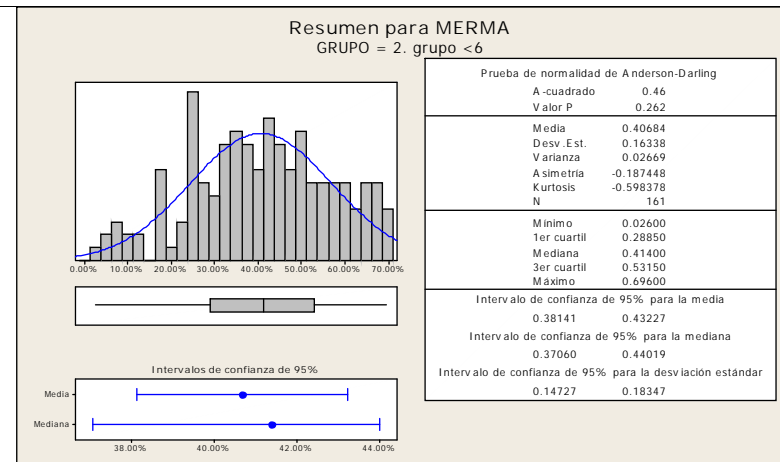 Resumen para MERMA
GRUPO = 2. grupo <6
Prueba de normalidad de Anderson-Darling
A-cuadrado 0.46
Valor P 0.262
Media 0.40684
Desv.Est. 0.16338
Varianza 0.02669
Asimetría -0.187448
Kurtosis -0.598378
N 161
Mínimo 0.02600
1er cuartil 0.28850
Mediana 0.41400
3er cuartil 0.53150
Máximo 0.69600
Intervalo de confianza de 95% para la media
0.38141 0.43227
Intervalo de confianza de 95% para la mediana
0.37060 0.44019
Intervalo de confianza de 95% para la desviación estándar
0.14727 0.18347
0.00% 10.00% 20.00% 30.00% 40.00% 50.00% 60.00% 70.00%
Intervalos de confianza de 95%
Media
Mediana
38.00% 40.00% 42.00% 44.00%